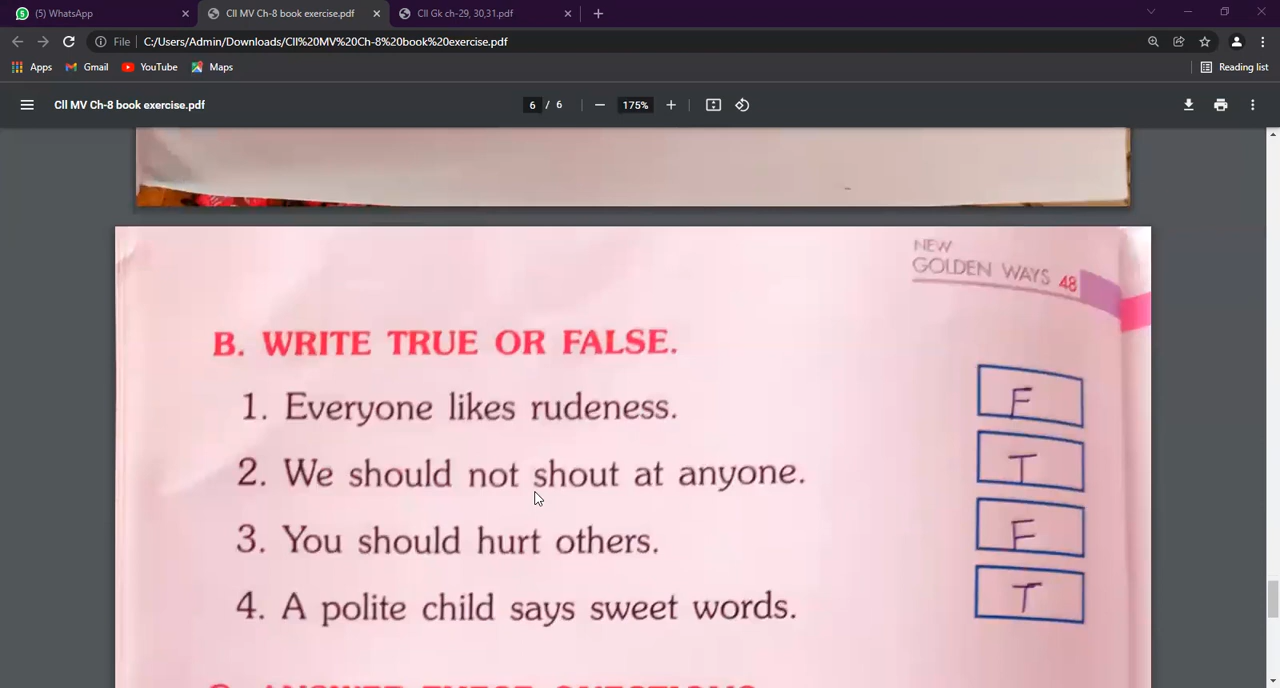 (5) WhatsApp
Cll MV Ch-8 book exercise.pdf
Cll Gk ch-29, 30,31.pdf
File
C:/Users/Admin/Downloads/Cll%20MV%20Ch-8%20book%20exercise.pdf
Apps
Gmail
YouTube
Maps
Reading list
Cll MV Ch-8 book exercise.pdf
6 / 6
175%
NEW
GOLDEN WAYS 48
B. WRITE TRUE OR FALSE.
1. Everyone likes rudeness. F
2. We should not shout at anyone. T
3. You should hurt others. F
4. A polite child says sweet words. T